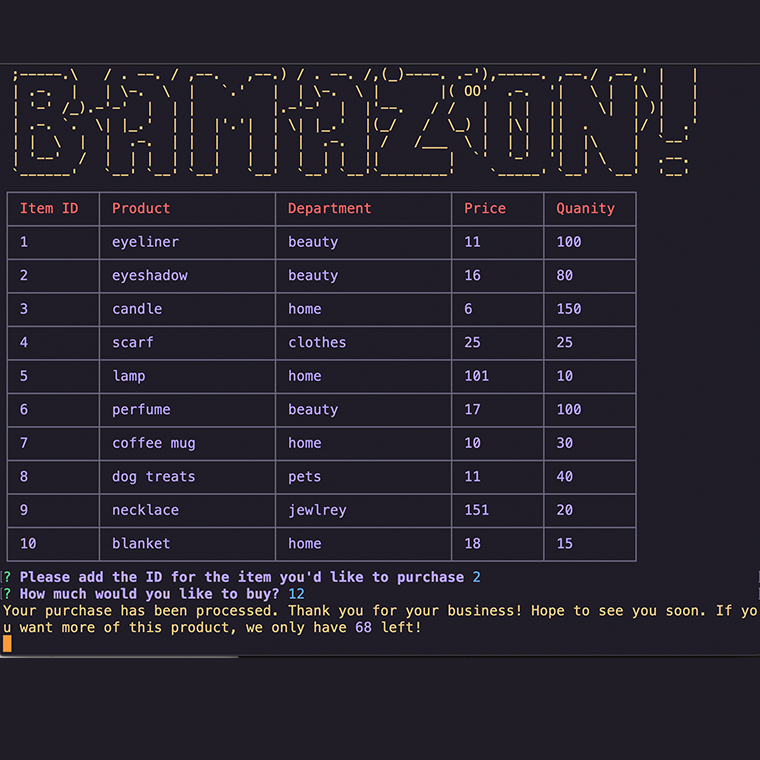 BAMAZON!
Item ID Product Department Price Quanity
1 eyeliner beauty 11 100
2 eyeshadow beauty 16 80
3 candle home 6 150
4 scarf clothes 25 25
5 lamp home 101 10
6 perfume beauty 17 100
7 coffee mug home 10 30
8 dog treats pets 11 40
9 necklace jewlrey 151 20
10 blanket home 18 15
? Please add the ID for the item you'd like to purchase 2
? How much would you like to buy? 12
Your purchase has been processed. Thank you for your business! Hope to see you soon. If yo
u want more of this product, we only have 68 left!